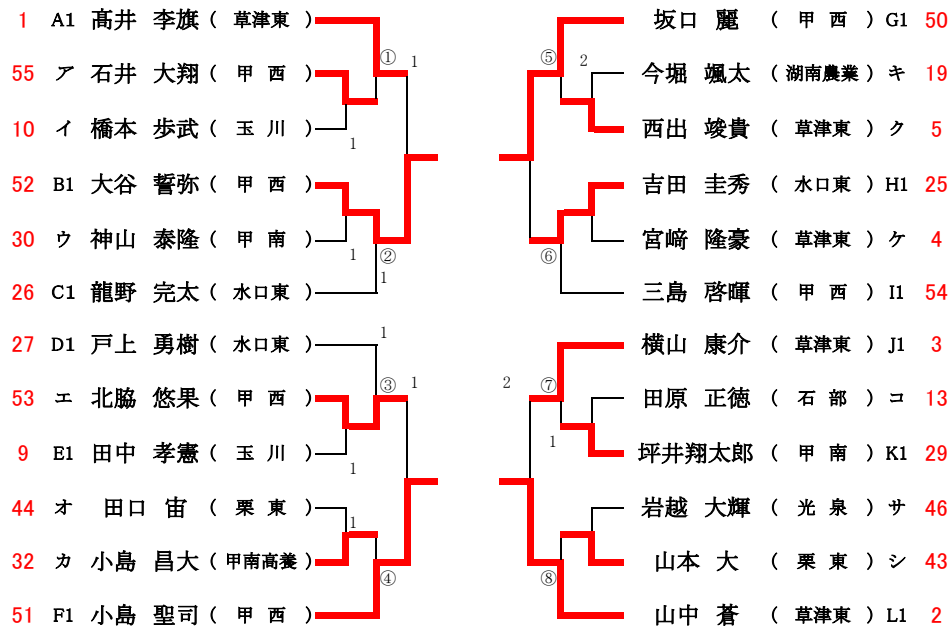 1 A1 髙井 李旗 ( 草津東 )
① 1
55 ア 石井 大翔 ( 甲 西 )
10 イ 橋本 歩武 ( 玉 川 )
1
52 B1 大谷 誓弥 ( 甲 西 )
30 ウ 神山 泰隆 ( 甲 南 )
1 ②
26 C1 龍野 完太 ( 水口東 )
1
27 D1 戸上 勇樹 ( 水口東 )
1
③ 1
53 エ 北脇 悠果 ( 甲 西 )
9 E1 田中 孝憲 ( 玉 川 )
1
44 オ 田口 宙 ( 栗 東 )
1
32 カ 小島 昌大 ( 甲南高養 )
④
51 F1 小島 聖司 ( 甲 西 )
坂口 麗 ( 甲 西 ) G1 50
⑤ 2
今堀 颯太 ( 湖南農業 ) キ 19
西出 竣貴 ( 草津東 ) ク 5
吉田 圭秀 ( 水口東 ) H1 25
宮﨑 隆豪 ( 草津東 ) ケ 4
⑥
三島 啓暉 ( 甲 西 ) I1 54
横山 康介 ( 草津東 ) J1 3
2 ⑦
田原 正徳 ( 石 部 ) コ 13
1
坪井翔太郎 ( 甲 南 ) K1 29
岩越 大輝 ( 光 泉 ) サ 46
山本 大 ( 栗 東 ) シ 43
⑧
山中 蒼 ( 草津東 ) L1 2